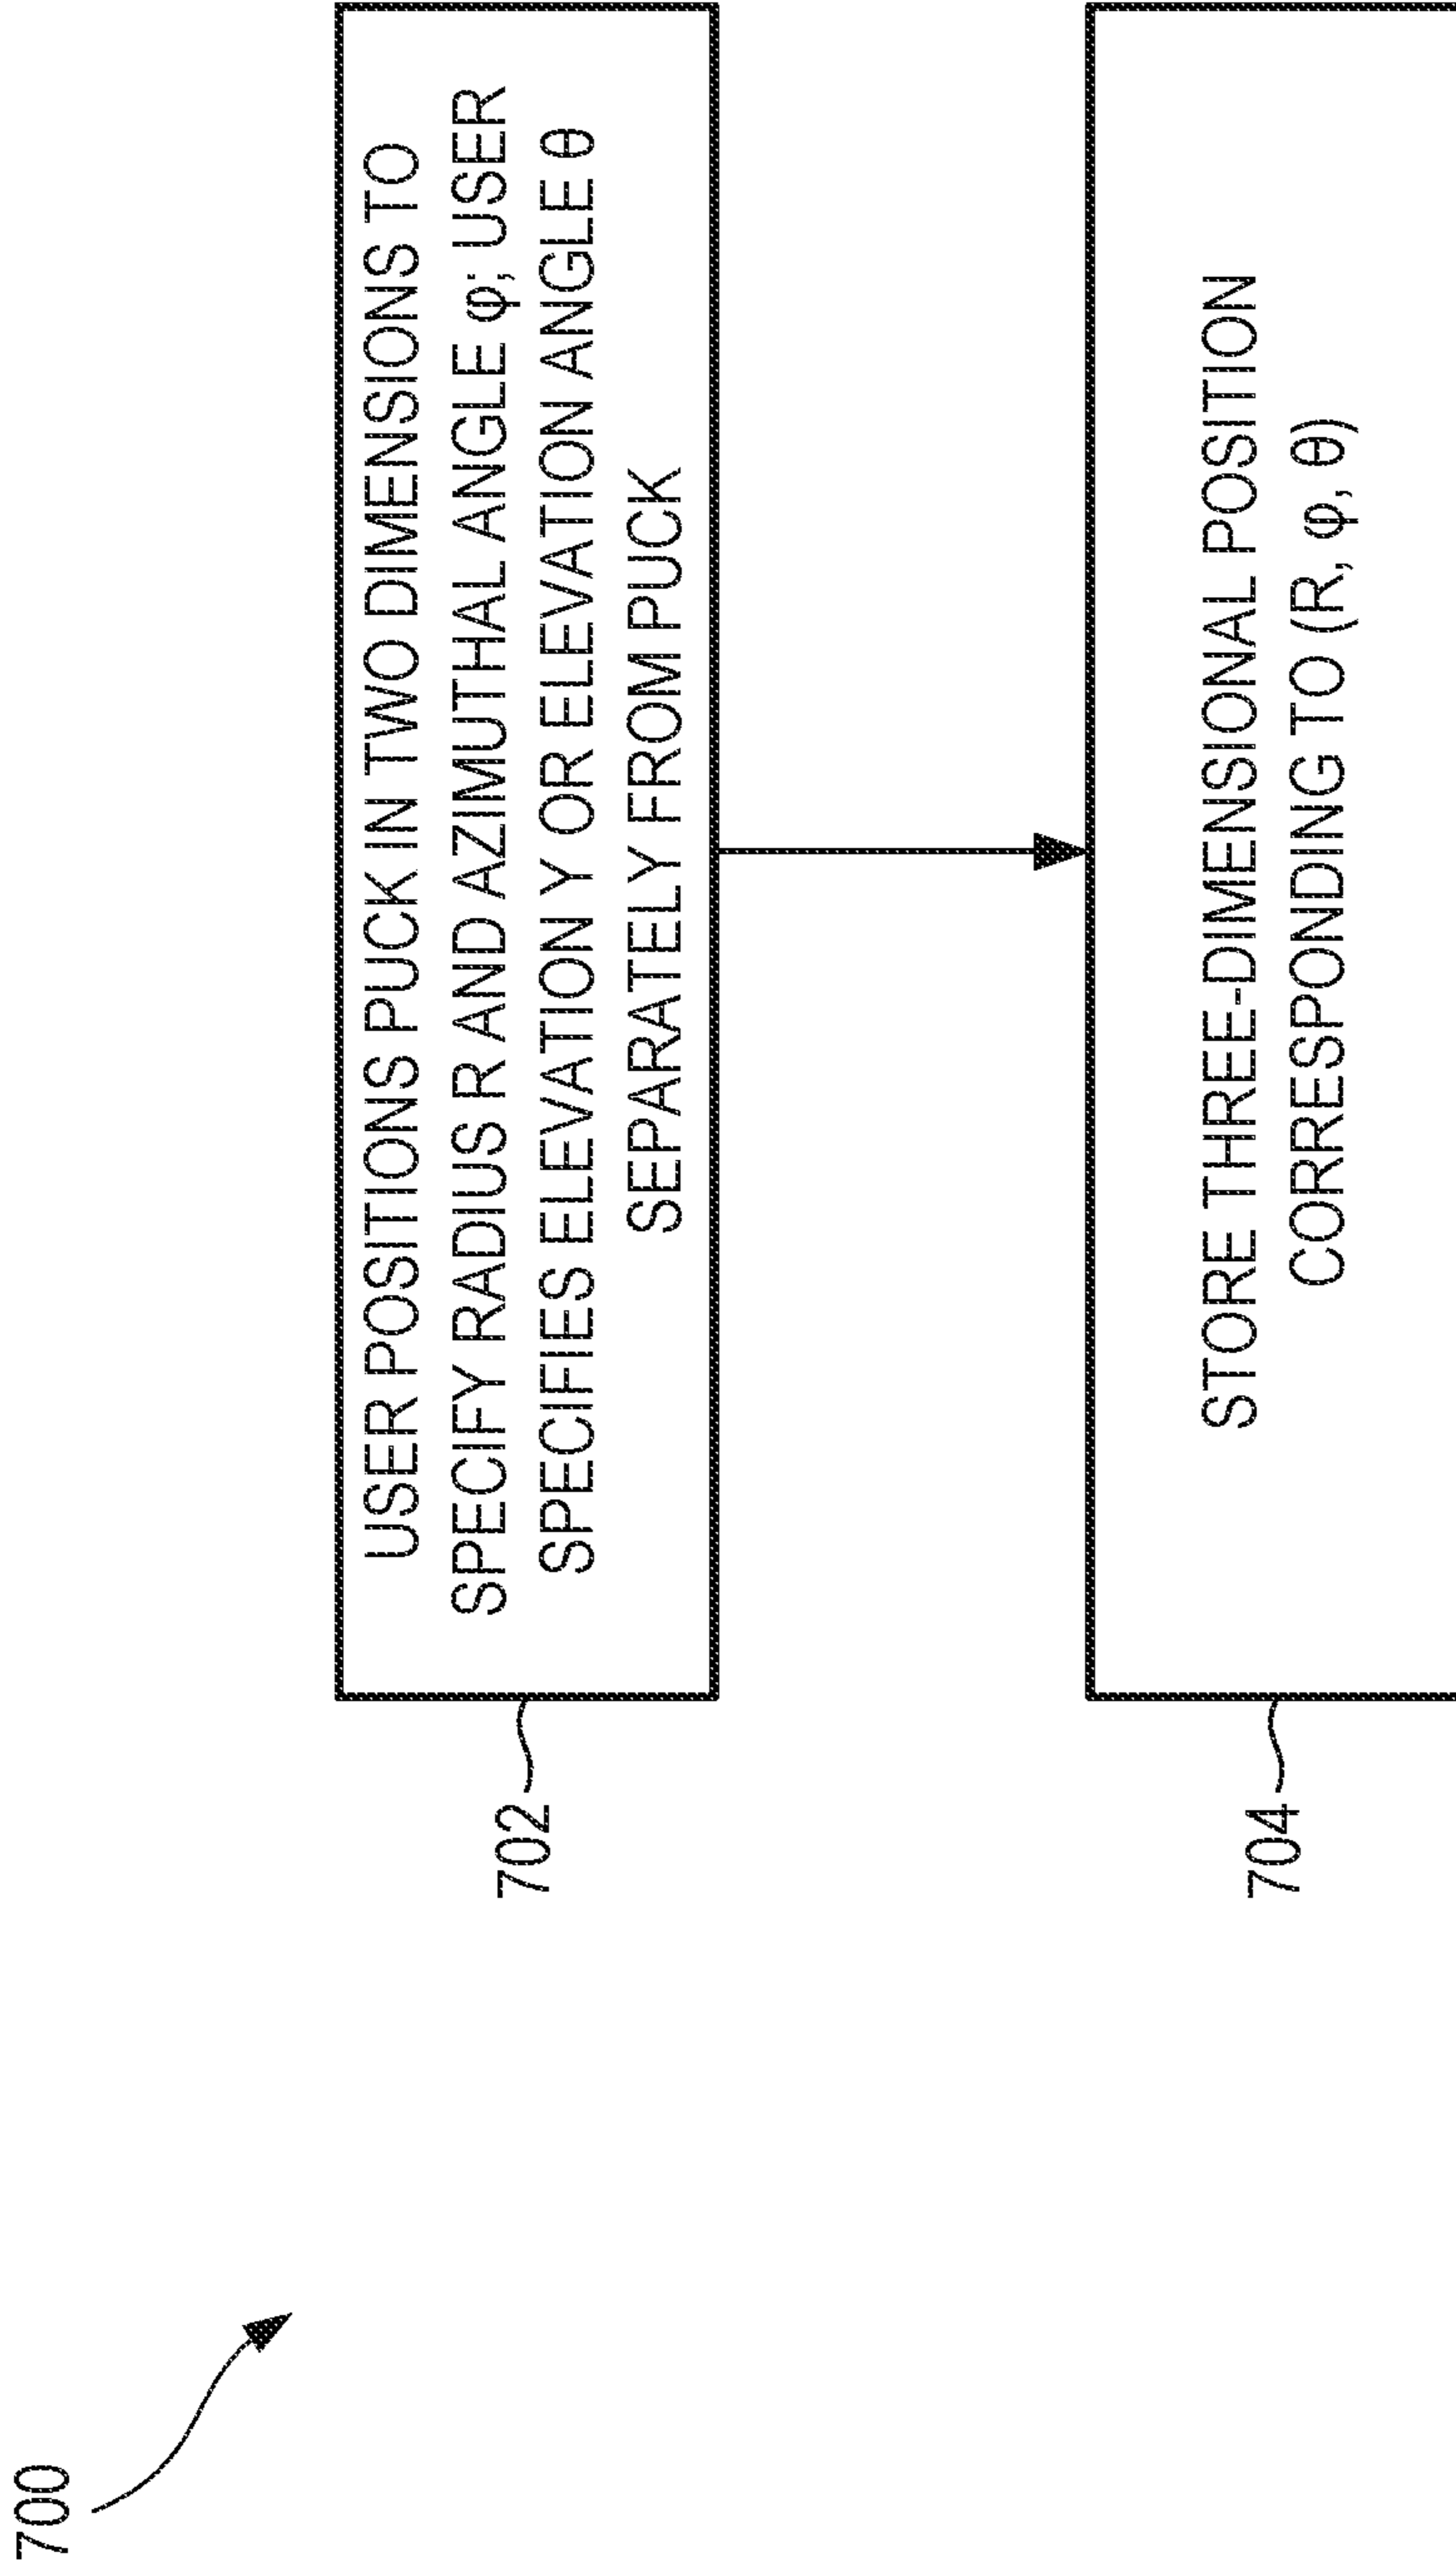 700
702
USER POSITIONS PUCK IN TWO DIMENSIONS TO
SPECIFY RADIUS R AND AZIMUTHAL ANGLE φ; USER
SPECIFIES ELEVATION Y OR ELEVATION ANGLE θ
SEPARATELY FROM PUCK
704
STORE THREE-DIMENSIONAL POSITION
CORRESPONDING TO (R, φ, θ)